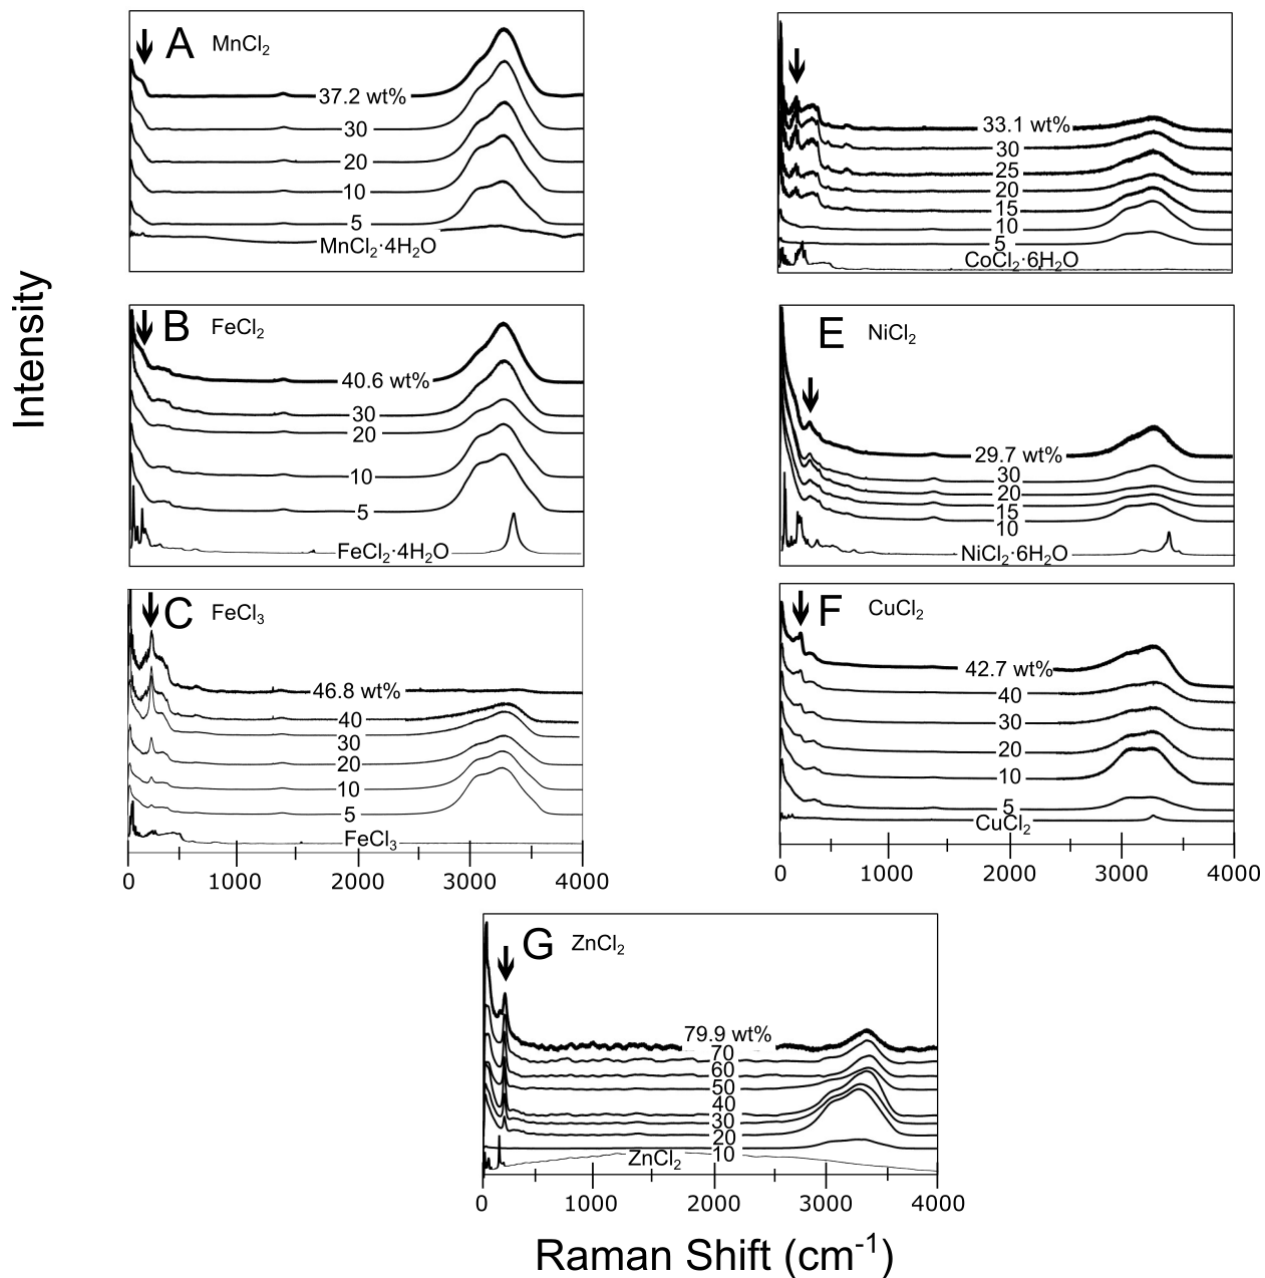 Intensity
A MnCl2
37.2 wt%
30
20
10
5
MnCl2·4H2O
33.1 wt%
30
25
20
15
10
5
CoCl2·6H2O
B FeCl2
40.6 wt%
30
20
10
5
FeCl2·4H2O
E NiCl2
29.7 wt%
30
20
15
10
NiCl2·6H2O
C FeCl3
46.8 wt%
40
30
20
10
5
FeCl3
0 1000 2000 3000 4000
F CuCl2
42.7 wt%
40
30
20
10
5
CuCl2
0 1000 2000 3000 4000
G ZnCl2
79.9 wt%
70
60
50
40
30
20
10
ZnCl2
0 1000 2000 3000 4000
Raman Shift (cm-1)